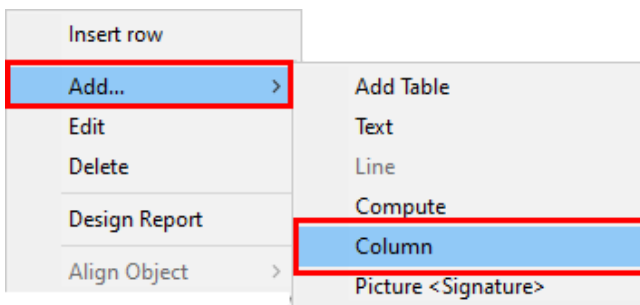 Insert row
Add...
Edit
Delete
Design Report
Align Object
Add Table
Text
Line
Compute
Column
Picture <Signature>